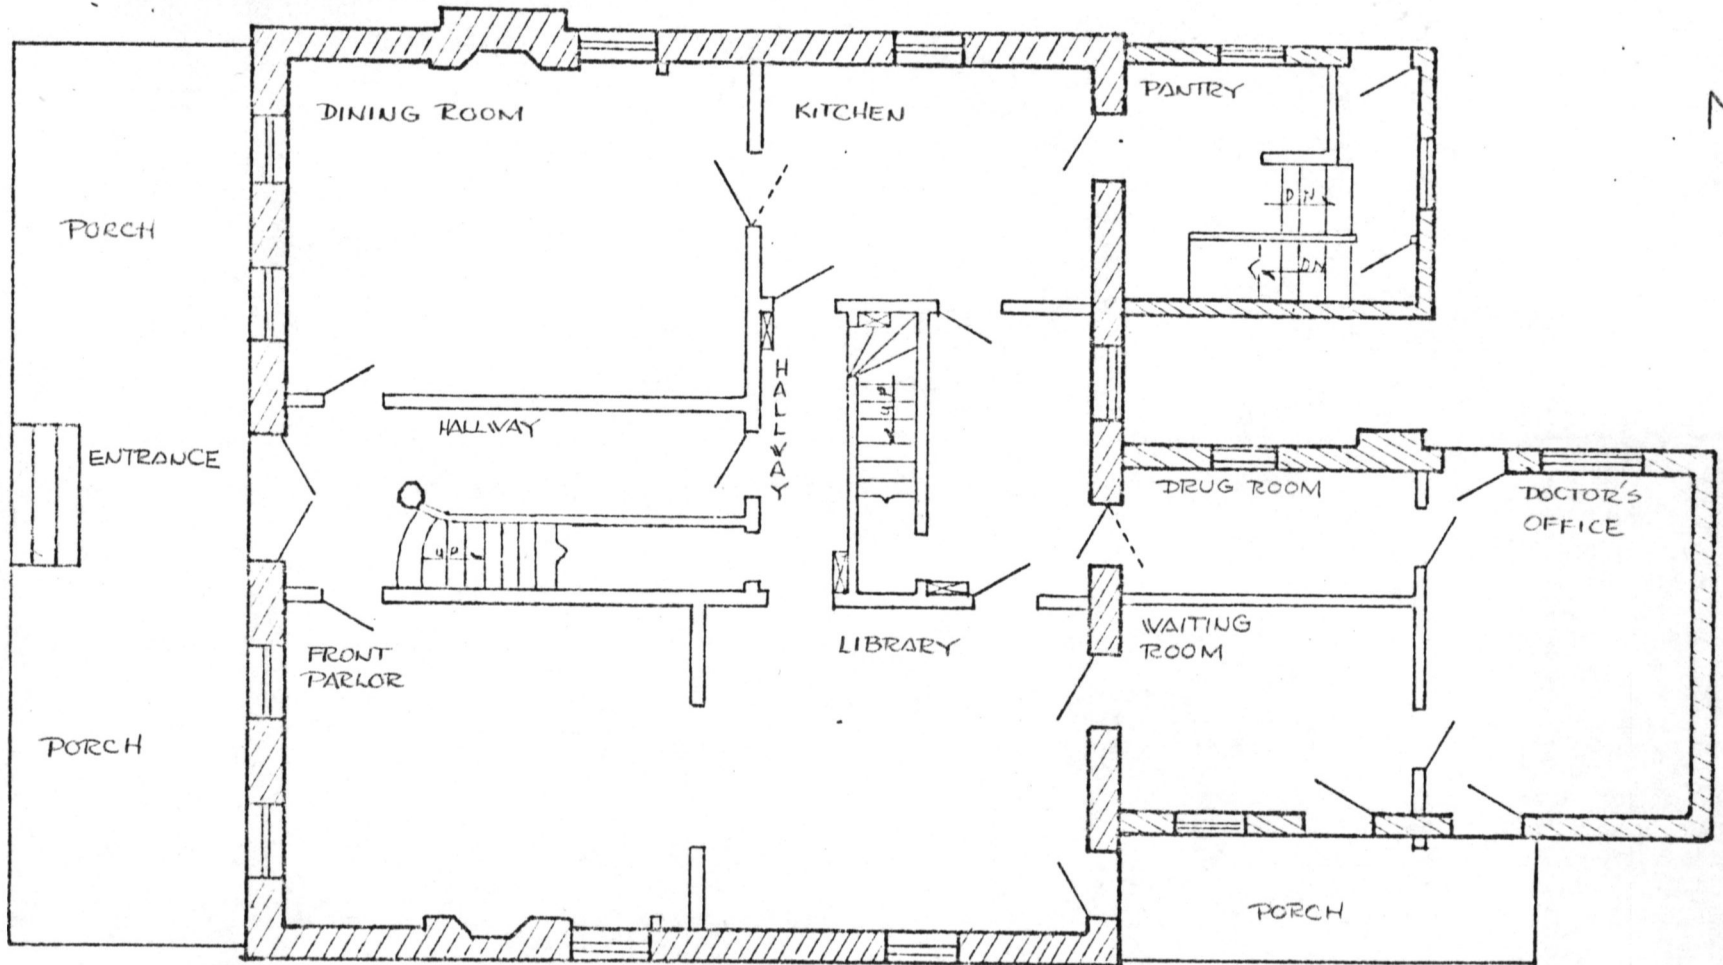 DINING ROOM
KITCHEN
PANTRY
N
PORCH
DN
DN
HALLWAY
HALLWAY
UP
ENTRANCE
UP
DRUG ROOM
DOCTOR'S
OFFICE
FRONT
PARLOR
LIBRARY
WAITING
ROOM
PORCH
PORCH